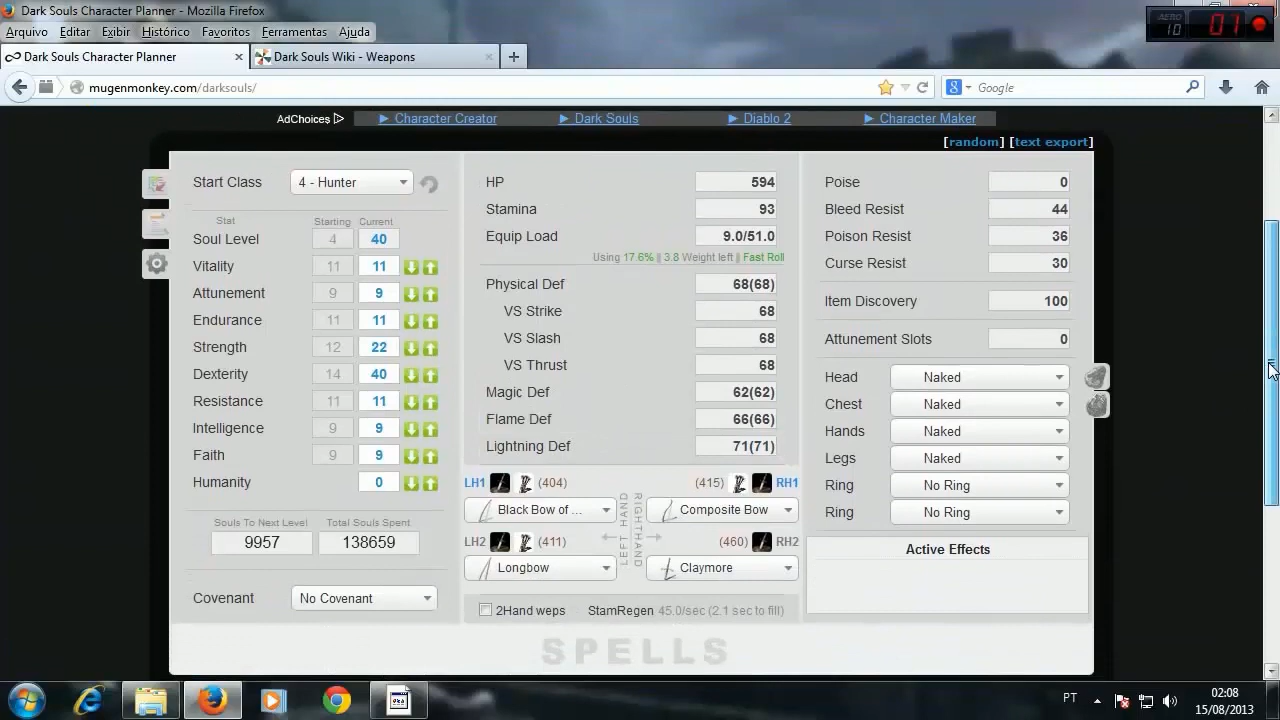 Dark Souls Character Planner - Mozilla Firefox
AERO 10 01
Arquivo Editar Exibir Histórico Favoritos Ferramentas Ajuda
Dark Souls Character Planner × Dark Souls Wiki - Weapons × +
mugenmonkey.com/darksouls/ Google
AdChoices Character Creator Dark Souls Diablo 2 Character Maker
[random] [text export]
Start Class 4 - Hunter
Stat Starting Current
Soul Level 4 40
Vitality 11 11
Attunement 9 9
Endurance 11 11
Strength 12 22
Dexterity 14 40
Resistance 11 11
Intelligence 9 9
Faith 9 9
Humanity 0
Souls To Next Level Total Souls Spent
9957 138659
Covenant No Covenant
HP 594
Stamina 93
Equip Load 9.0/51.0
Using 17.6% || 3.8 Weight left || Fast Roll
Physical Def 68(68)
VS Strike 68
VS Slash 68
VS Thrust 68
Magic Def 62(62)
Flame Def 66(66)
Lightning Def 71(71)
LH1 (404) (415) RH1
Black Bow of ... Composite Bow
LH2 (411) (460) RH2
Longbow Claymore
LEFT HAND
RIGHT HAND
2Hand weps StamRegen 45.0/sec (2.1 sec to fill)
Poise 0
Bleed Resist 44
Poison Resist 36
Curse Resist 30
Item Discovery 100
Attunement Slots 0
Head Naked
Chest Naked
Hands Naked
Legs Naked
Ring No Ring
Ring No Ring
Active Effects
SPELLS
PT 02:08
15/08/2013